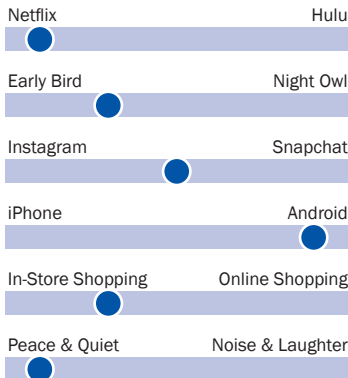 Netflix Hulu
Early Bird Night Owl
Instagram Snapchat
iPhone Android
In-Store Shopping Online Shopping
Peace & Quiet Noise & Laughter